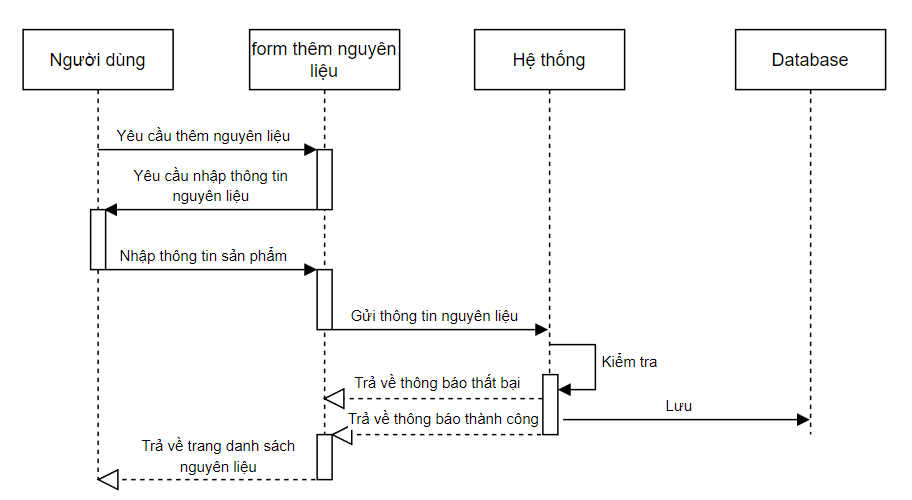 Người dùng
form thêm nguyên
liệu
Hệ thống
Database
Yêu cầu thêm nguyên liệu
Yêu cầu nhập thông tin
nguyên liệu
Nhập thông tin sản phẩm
Gửi thông tin nguyên liệu
Kiểm tra
Trả về thông báo thất bại
Lưu
Trả về thông báo thành công
Trả về trang danh sách
nguyên liệu